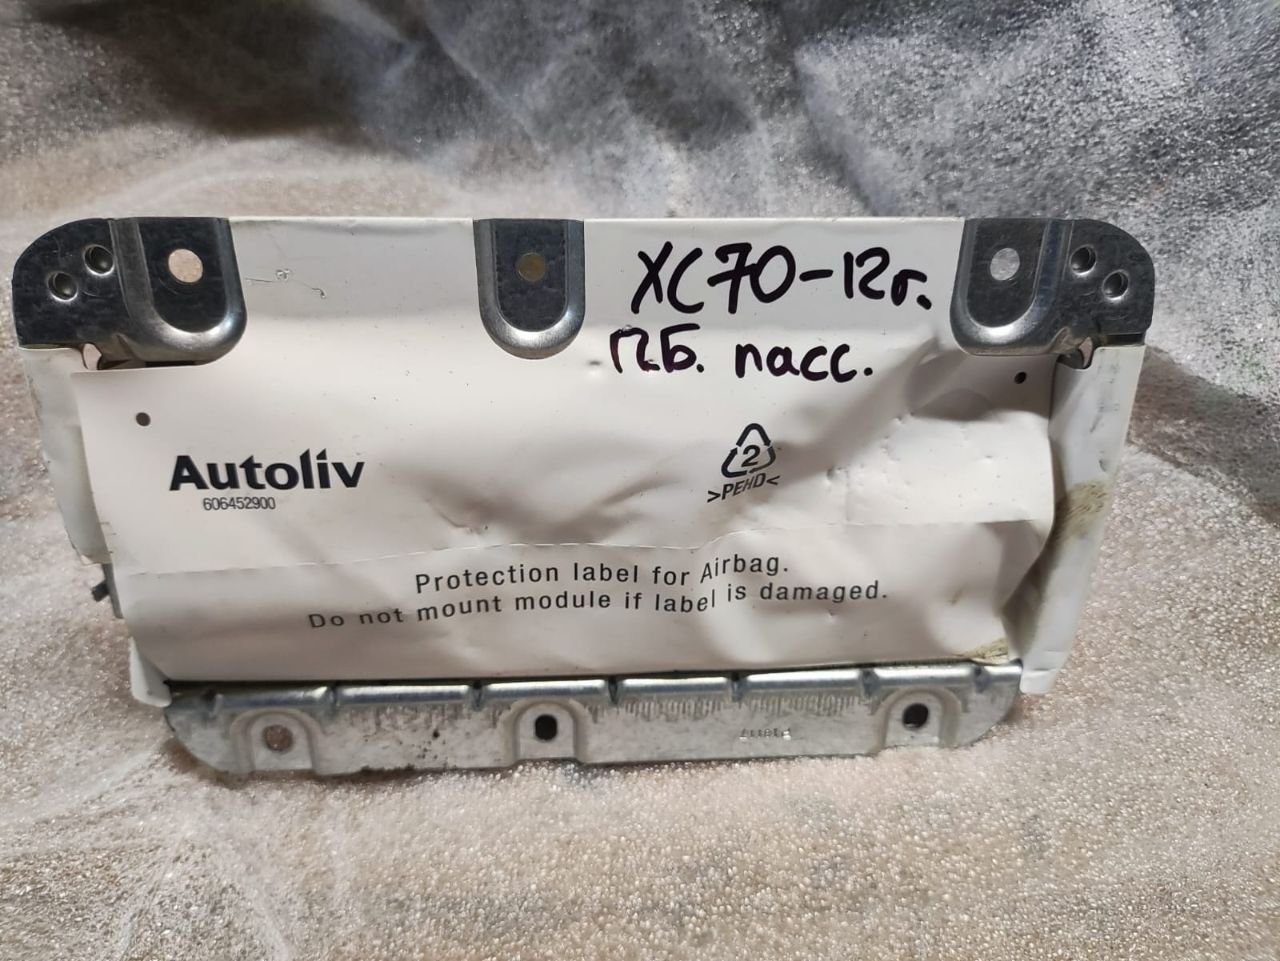 ХС70-12г.
ПБ. пасс.
Autoliv
606452900
2
>PEHD<
Protection label for Airbag.
Do not mount module if label is damaged.